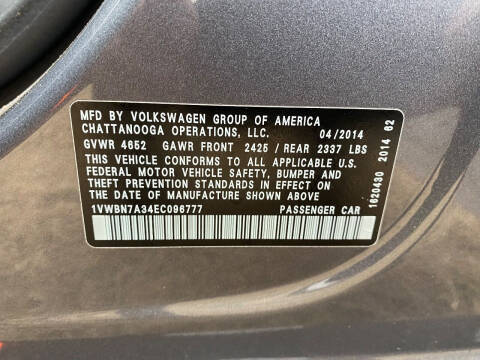 MFD BY VOLKSWAGEN GROUP OF AMERICA
CHATTANOOGA OPERATIONS, LLC. 04/2014
GVWR 4652 GAWR FRONT 2425 / REAR 2337 LBS
THIS VEHICLE CONFORMS TO ALL APPLICABLE U.S.
FEDERAL MOTOR VEHICLE SAFETY, BUMPER AND
THEFT PREVENTION STANDARDS IN EFFECT ON
THE DATE OF MANUFACTURE SHOWN ABOVE
1VWBN7A34EC096777 PASSENGER CAR
1620430 2014 62